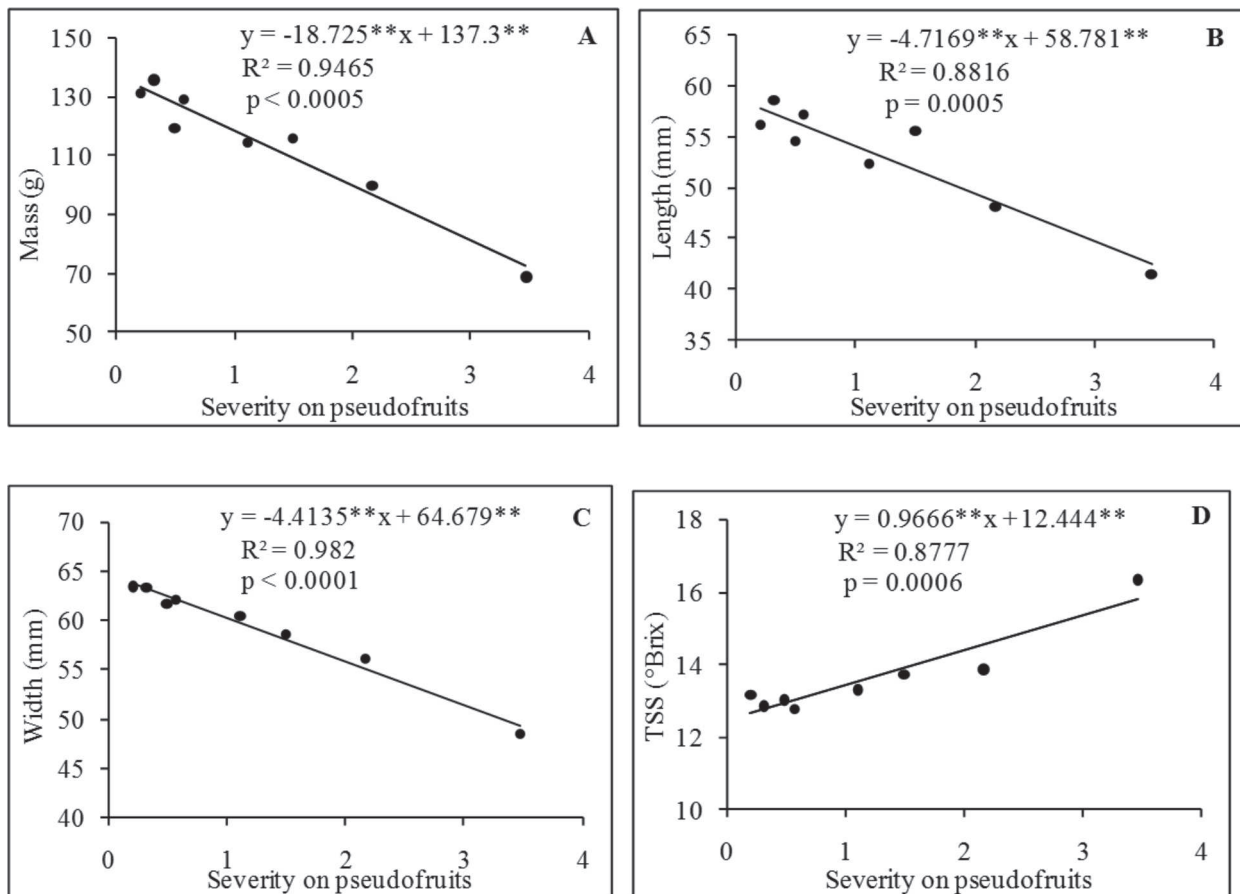 y = -18.725**x + 137.3** A
R² = 0.9465
p < 0.0005
150
130
110
90
70
50
Mass (g)
0 1 2 3 4
Severity on pseudofruits
y = -4.7169**x + 58.781** B
R² = 0.8816
p = 0.0005
65
60
55
50
45
40
35
Length (mm)
0 1 2 3 4
Severity on pseudofruits
y = -4.4135**x + 64.679** C
R² = 0.982
p < 0.0001
70
65
60
55
50
45
40
Width (mm)
0 1 2 3 4
Severity on pseudofruits
y = 0.9666**x + 12.444** D
R² = 0.8777
p = 0.0006
18
16
14
12
10
TSS (°Brix)
0 1 2 3 4
Severity on pseudofruits